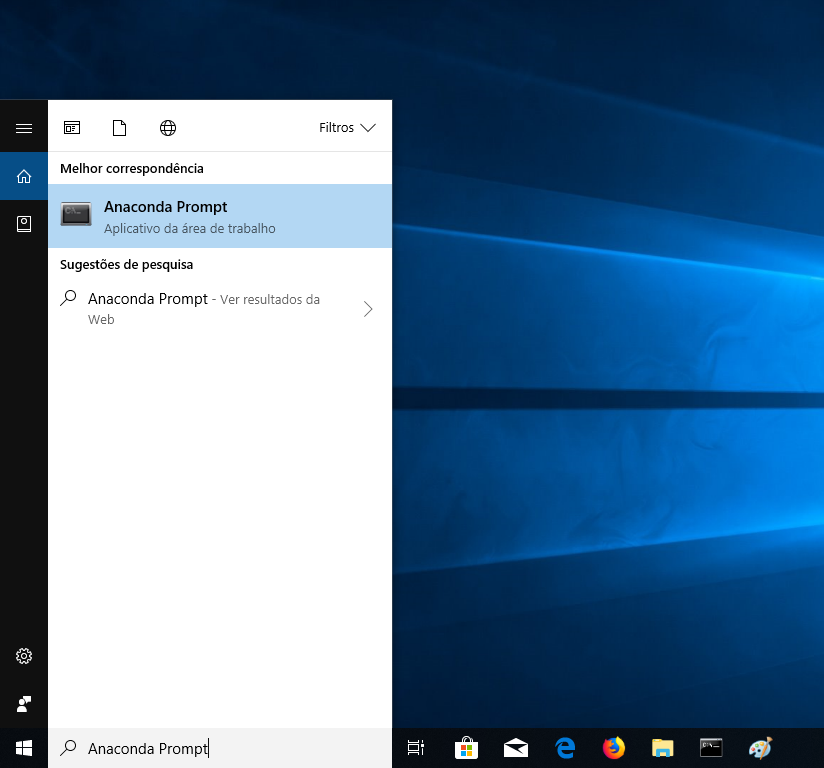 Filtros
Melhor correspondência
Anaconda Prompt
Aplicativo da área de trabalho
Sugestões de pesquisa
Anaconda Prompt - Ver resultados da
Web
Anaconda Prompt